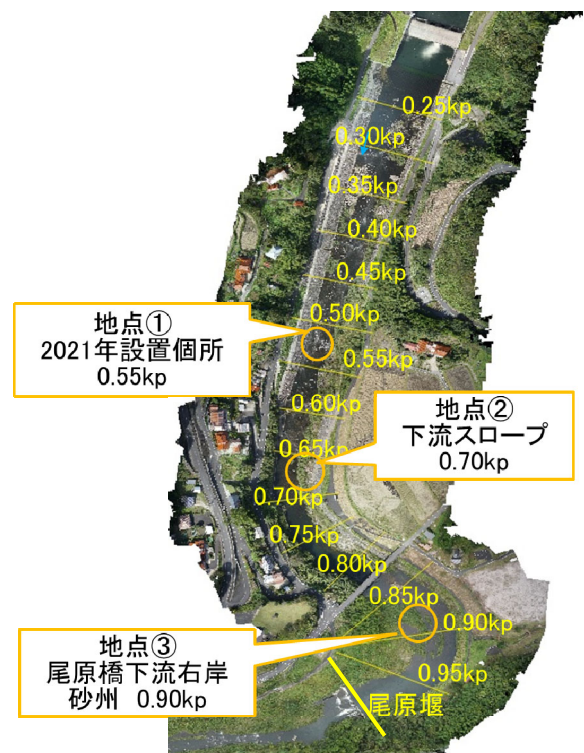 0.25kp
0.30kp
0.35kp
0.40kp
0.45kp
0.50kp
地点①
2021年設置個所
0.55kp
0.55kp
0.60kp
地点②
下流スロープ
0.70kp
0.65kp
0.70kp
0.75kp
0.80kp
0.85kp
0.90kp
地点③
尾原橋下流右岸
砂州 0.90kp
0.95kp
尾原堰